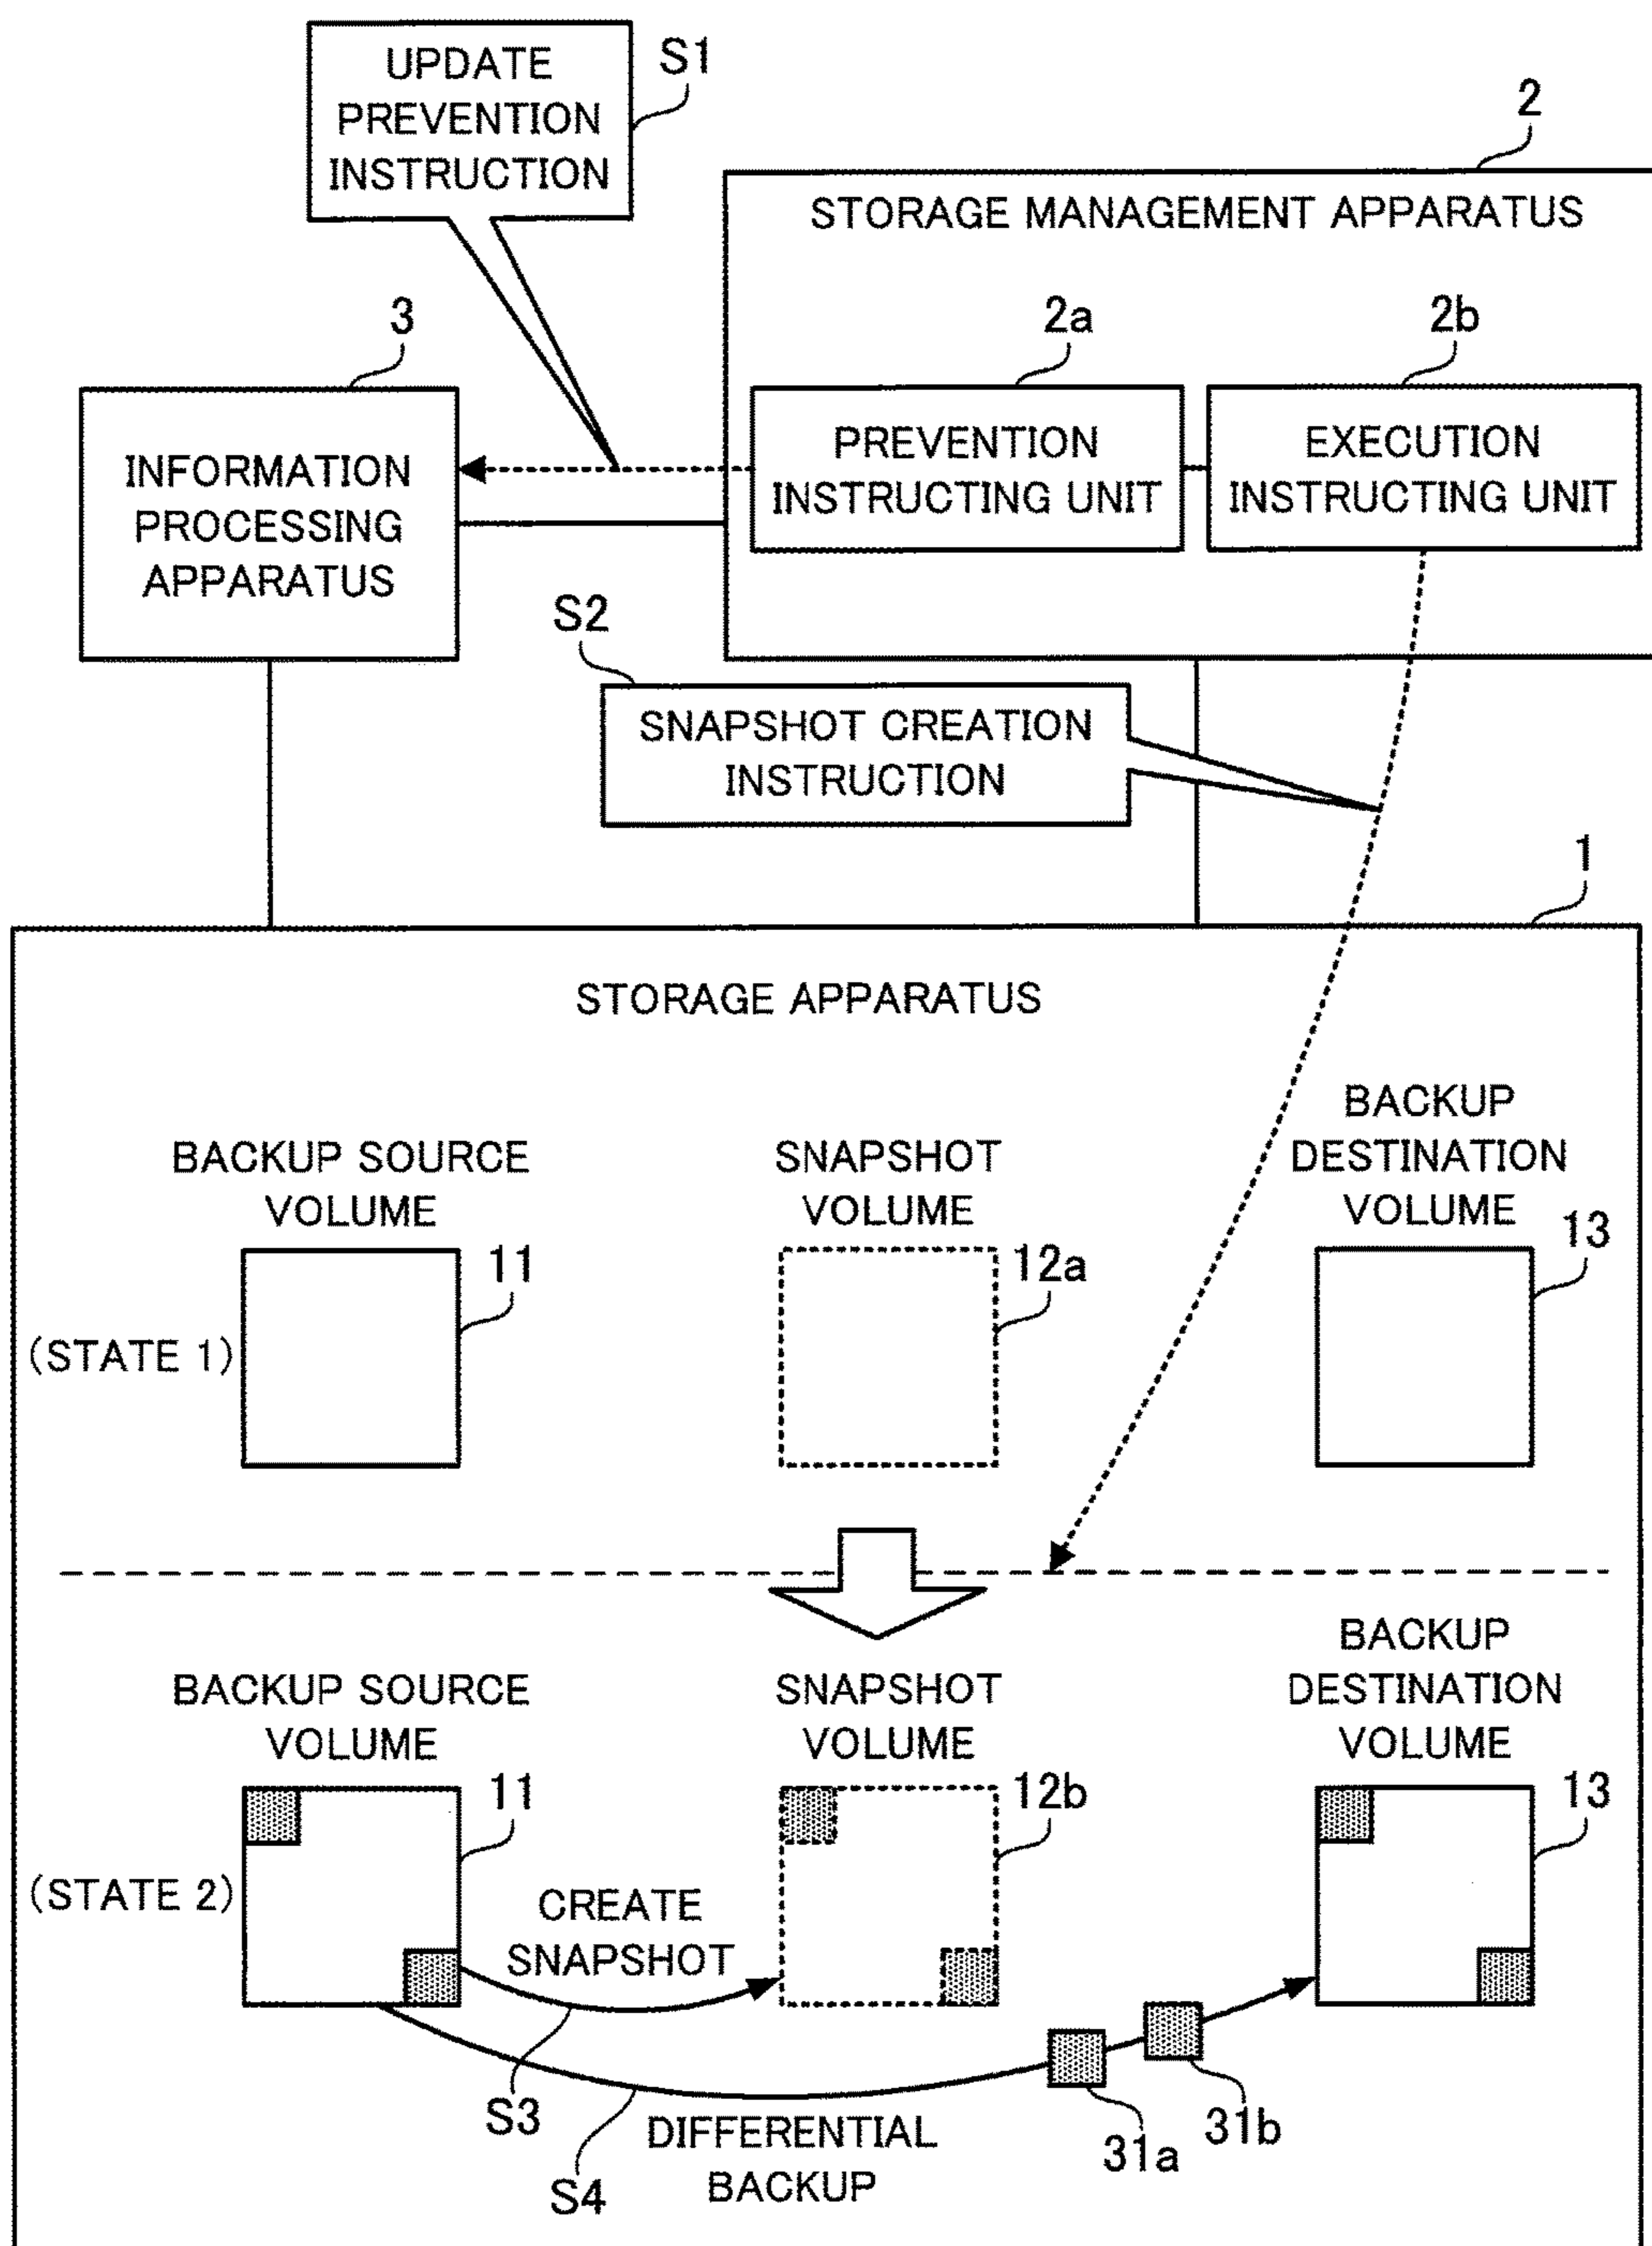 UPDATE
PREVENTION
INSTRUCTION
S1
2
STORAGE MANAGEMENT APPARATUS
3
2a
2b
INFORMATION
PROCESSING
APPARATUS
PREVENTION
INSTRUCTING UNIT
EXECUTION
INSTRUCTING UNIT
S2
SNAPSHOT CREATION
INSTRUCTION
1
STORAGE APPARATUS
BACKUP SOURCE
VOLUME
SNAPSHOT
VOLUME
BACKUP
DESTINATION
VOLUME
11
12a
13
(STATE 1)
BACKUP SOURCE
VOLUME
SNAPSHOT
VOLUME
BACKUP
DESTINATION
VOLUME
11
12b
13
(STATE 2)
CREATE
SNAPSHOT
S3
S4
DIFFERENTIAL
BACKUP
31a
31b